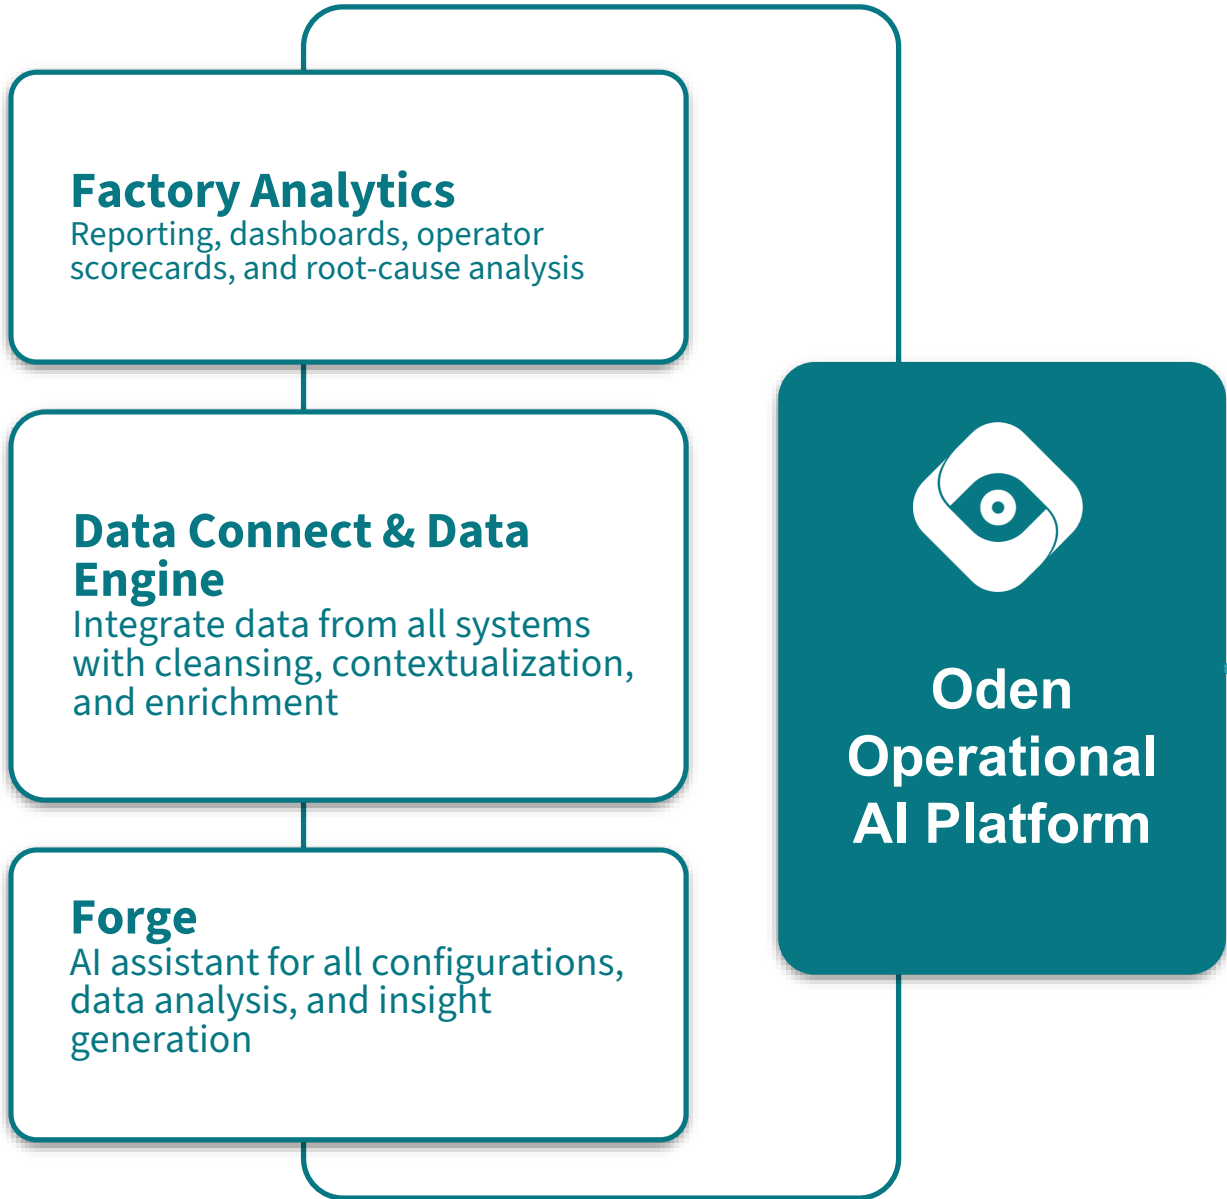 Factory Analytics
Reporting, dashboards, operator
scorecards, and root-cause analysis
Data Connect & Data
Engine
Integrate data from all systems
with cleansing, contextualization,
and enrichment
Forge
AI assistant for all configurations,
data analysis, and insight
generation
Oden
Operational
AI Platform